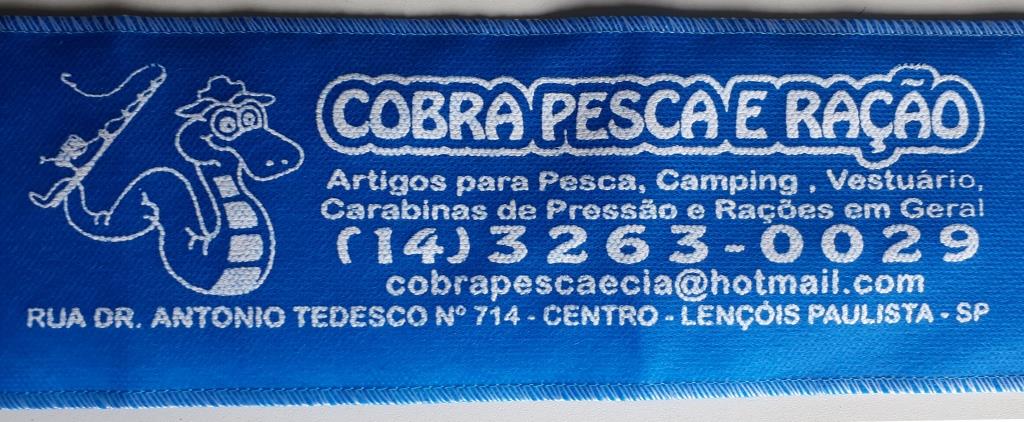 COBRA PESCA E RAÇÃO
Artigos para Pesca, Camping , Vestuário,
Carabinas de Pressão e Rações em Geral
(14) 3263-0029
cobrapescaecia@hotmail.com
RUA DR. ANTONIO TEDESCO Nº 714 - CENTRO - LENÇÓIS PAULISTA - SP